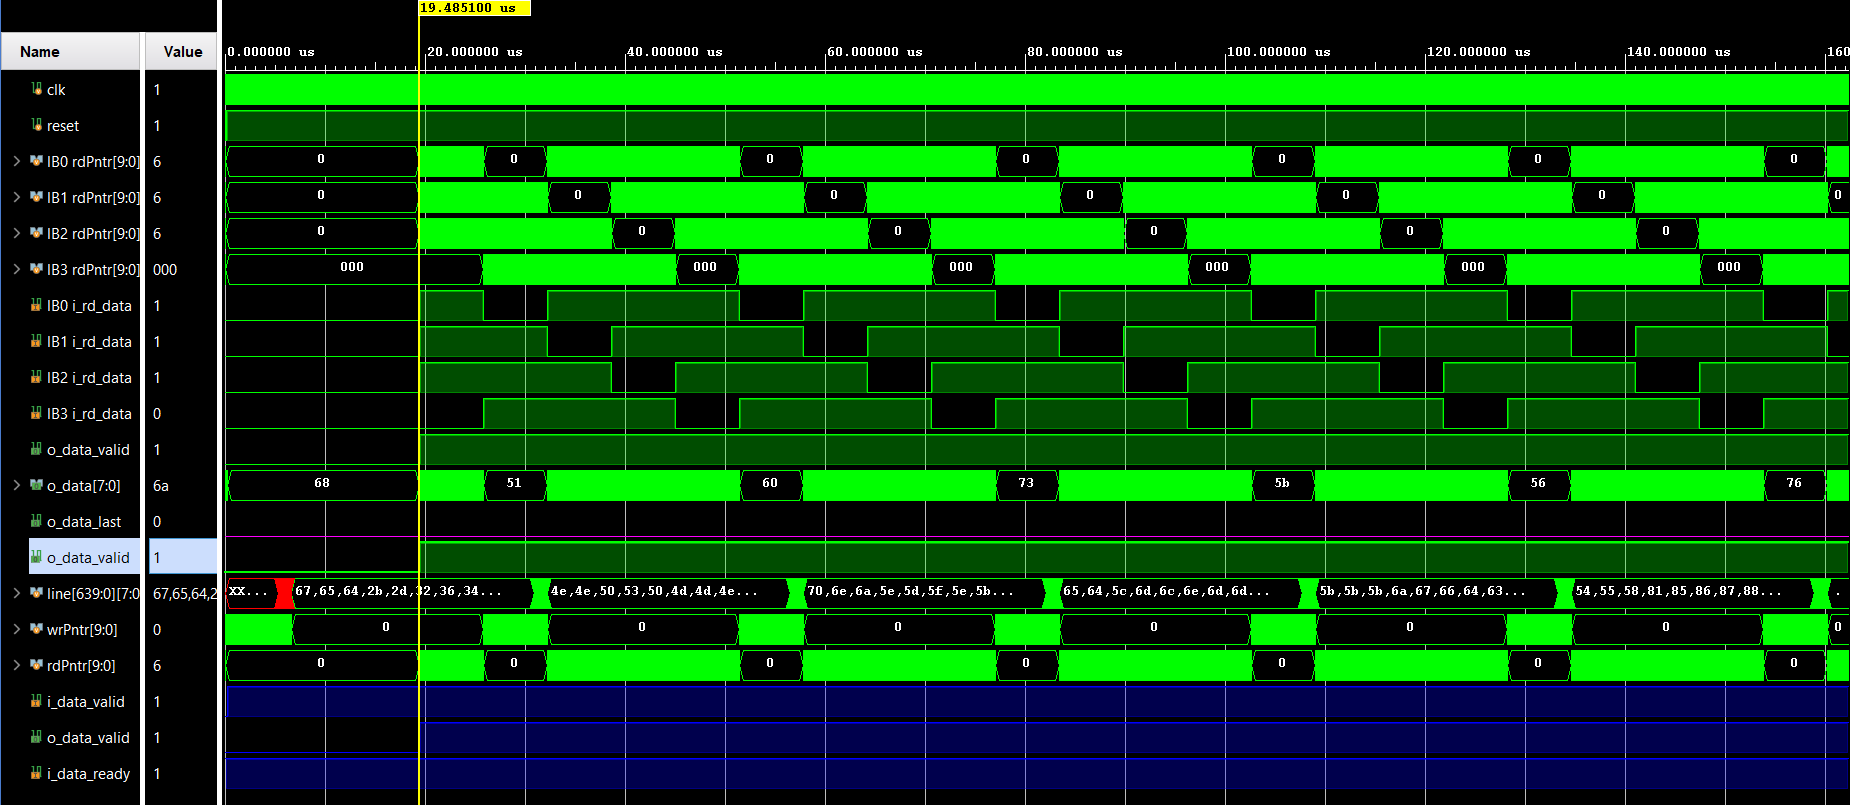 19.485100 us
Name Value 0.000000 us 20.000000 us 40.000000 us 60.000000 us 80.000000 us 100.000000 us 120.000000 us 140.000000 us 160
clk 1
reset 1
IB0 rdPntr[9:0] 6 0 0 0 0 0 0 0
IB1 rdPntr[9:0] 6 0 0 0 0 0 0 0
IB2 rdPntr[9:0] 6 0 0 0 0 0 0
IB3 rdPntr[9:0] 000 000 000 000 000 000 000
IB0 i_rd_data 1
IB1 i_rd_data 1
IB2 i_rd_data 1
IB3 i_rd_data 0
o_data_valid 1
o_data[7:0] 6a 68 51 60 73 5b 56 76
o_data_last 0
o_data_valid 1
line[639:0][7:0 67,65,64,2 XX... 67,65,64,2b,2d,32,36,34... 4e,4e,50,53,50,4d,4d,4e... 70,6e,6a,5e,5d,5f,5e,5b... 65,64,5c,6d,6c,6e,6d,6d... 5b,5b,5b,6a,67,66,64,63... 54,55,58,81,85,86,87,88... .
wrPntr[9:0] 0 0 0 0 0 0 0 0
rdPntr[9:0] 6 0 0 0 0 0 0 0
i_data_valid 1
o_data_valid 1
i_data_ready 1